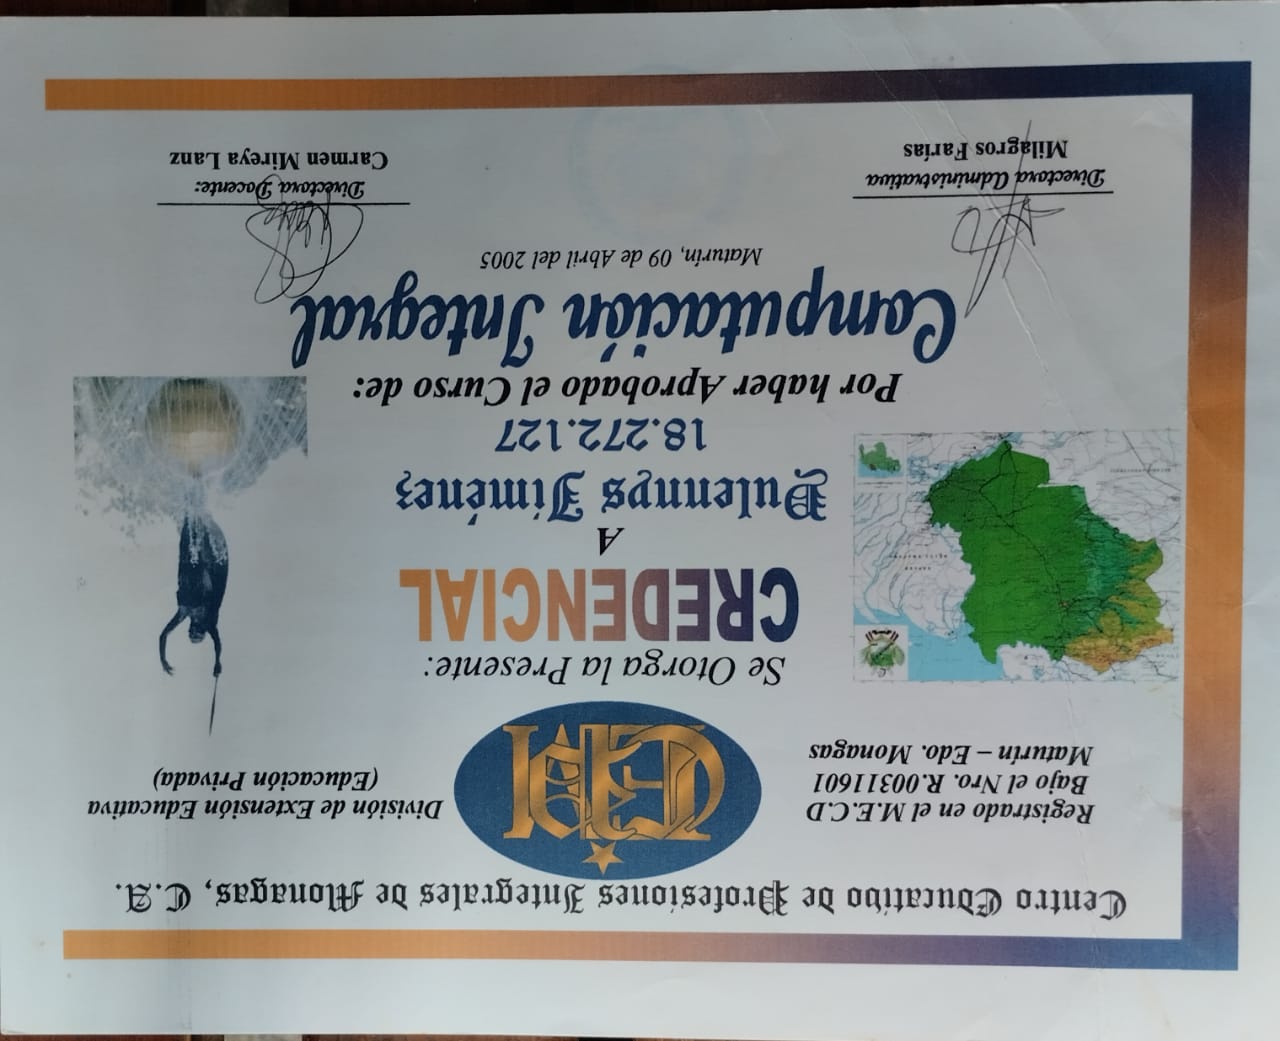 Centro Educativo de Profesiones Integrales de Monagas, C.A.
Registrado en el M.E.C.D
Bajo el Nro. R.00311601
Maturín – Edo. Monagas
CEPI
División de Extensión Educativa
(Educación Privada)
Se Otorga la Presente:
CREDENCIAL
A
Yulennys Jiménez
18.272.127
Por haber Aprobado el Curso de:
Computación Integral
Maturín, 09 de Abril del 2005
Directora Administrativa
Milagros Farías
Directora Docente:
Carmen Mireya Lanz